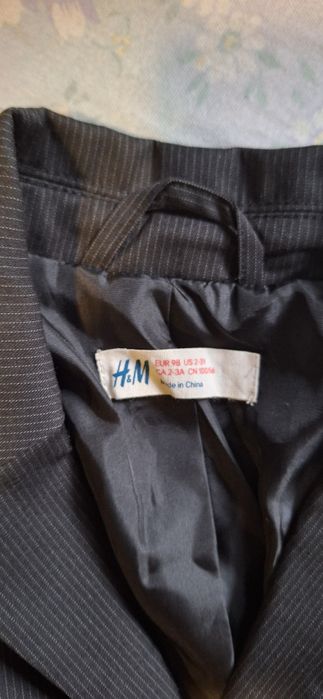 H&M
EUR 98 US 2-3Y
CA 2-3A CN 100/56
Made in China